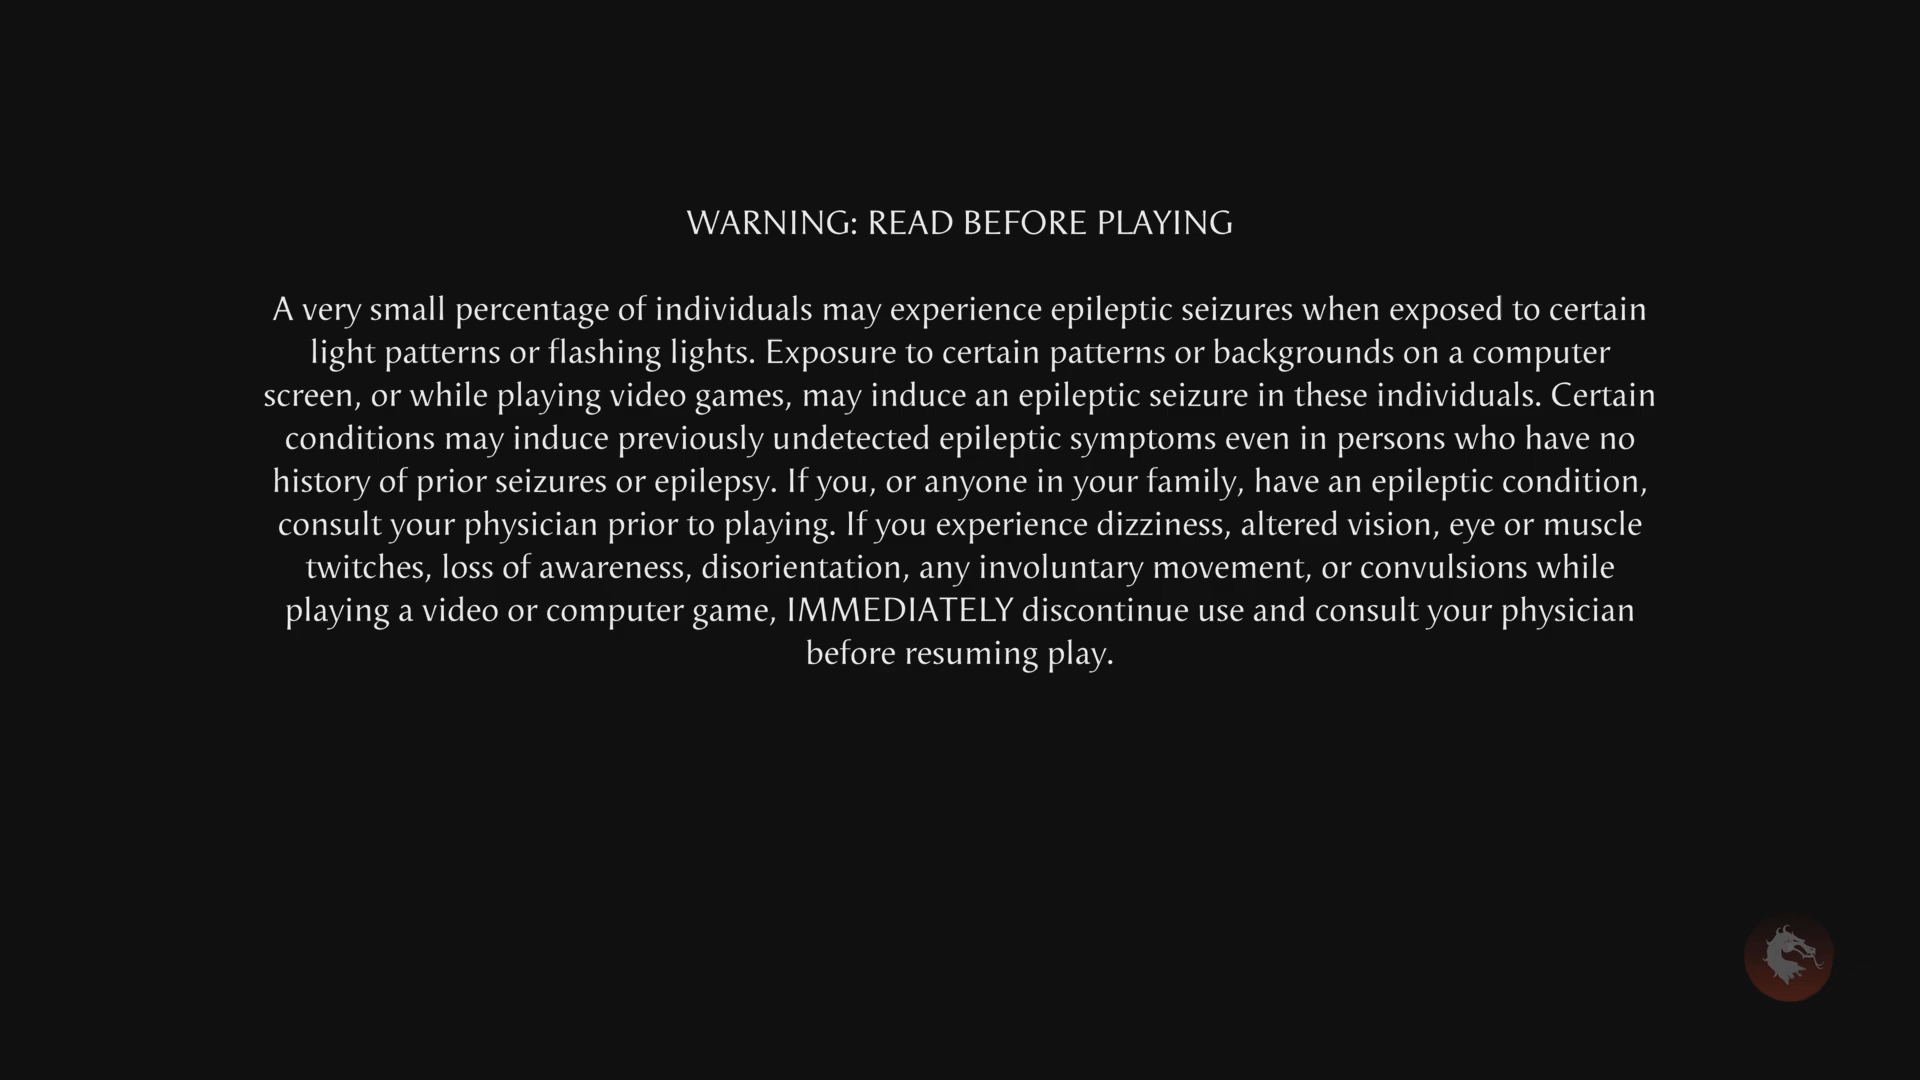 WARNING: READ BEFORE PLAYING
A very small percentage of individuals may experience epileptic seizures when exposed to certain
light patterns or flashing lights. Exposure to certain patterns or backgrounds on a computer
screen, or while playing video games, may induce an epileptic seizure in these individuals. Certain
conditions may induce previously undetected epileptic symptoms even in persons who have no
history of prior seizures or epilepsy. If you, or anyone in your family, have an epileptic condition,
consult your physician prior to playing. If you experience dizziness, altered vision, eye or muscle
twitches, loss of awareness, disorientation, any involuntary movement, or convulsions while
playing a video or computer game, IMMEDIATELY discontinue use and consult your physician
before resuming play.